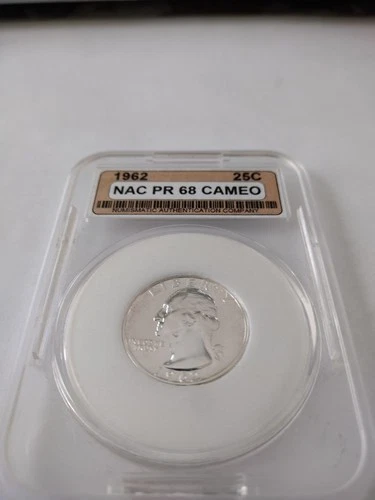 1962 25C
NAC PR 68 CAMEO
NUMISMATIC AUTHENTICATION COMPANY
LIBERTY